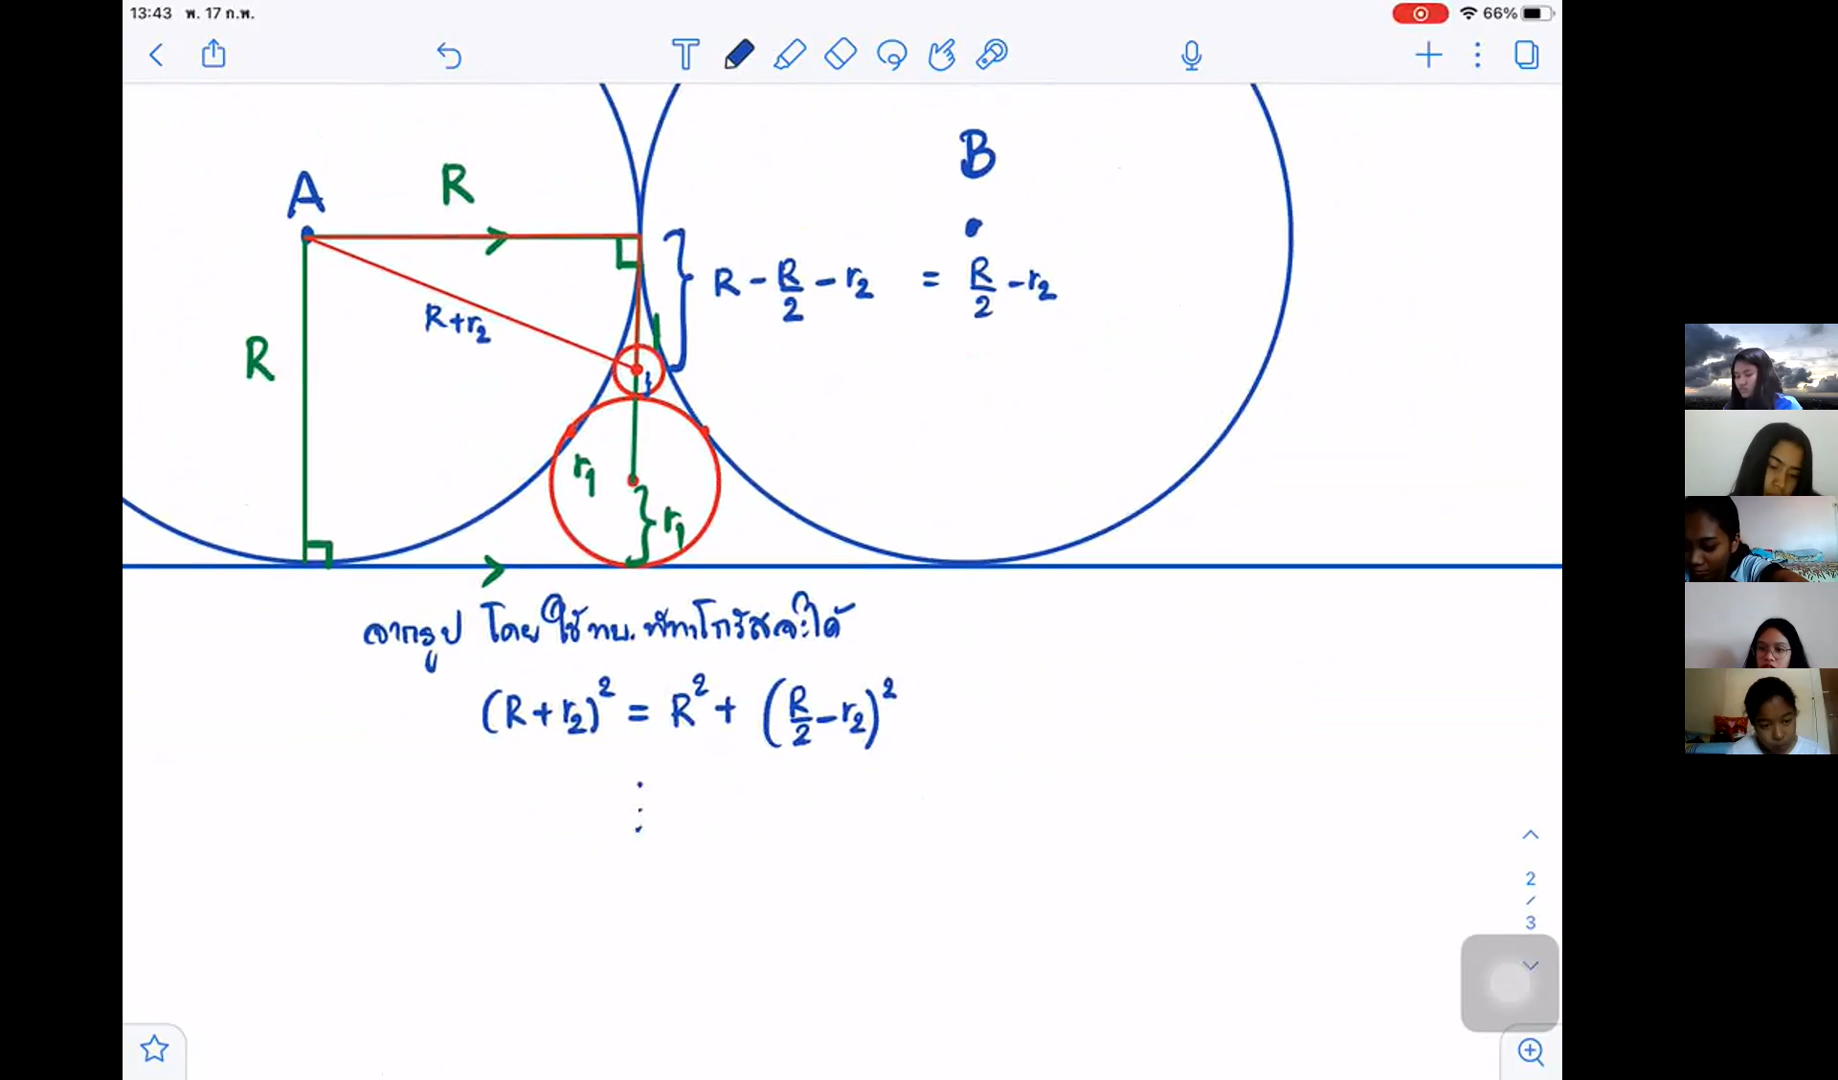 13:43 พ. 17 ก.พ.
66%
T
A
R
B
R - R/2 - r₂ = R/2 - r₂
R+r₂
R
r₁
r₁
จากรูป โดยใช้ทบ. พีทาโกรัสจะได้
(R+r₂)² = R² + (R/2 - r₂)²
⋮
2
/
3